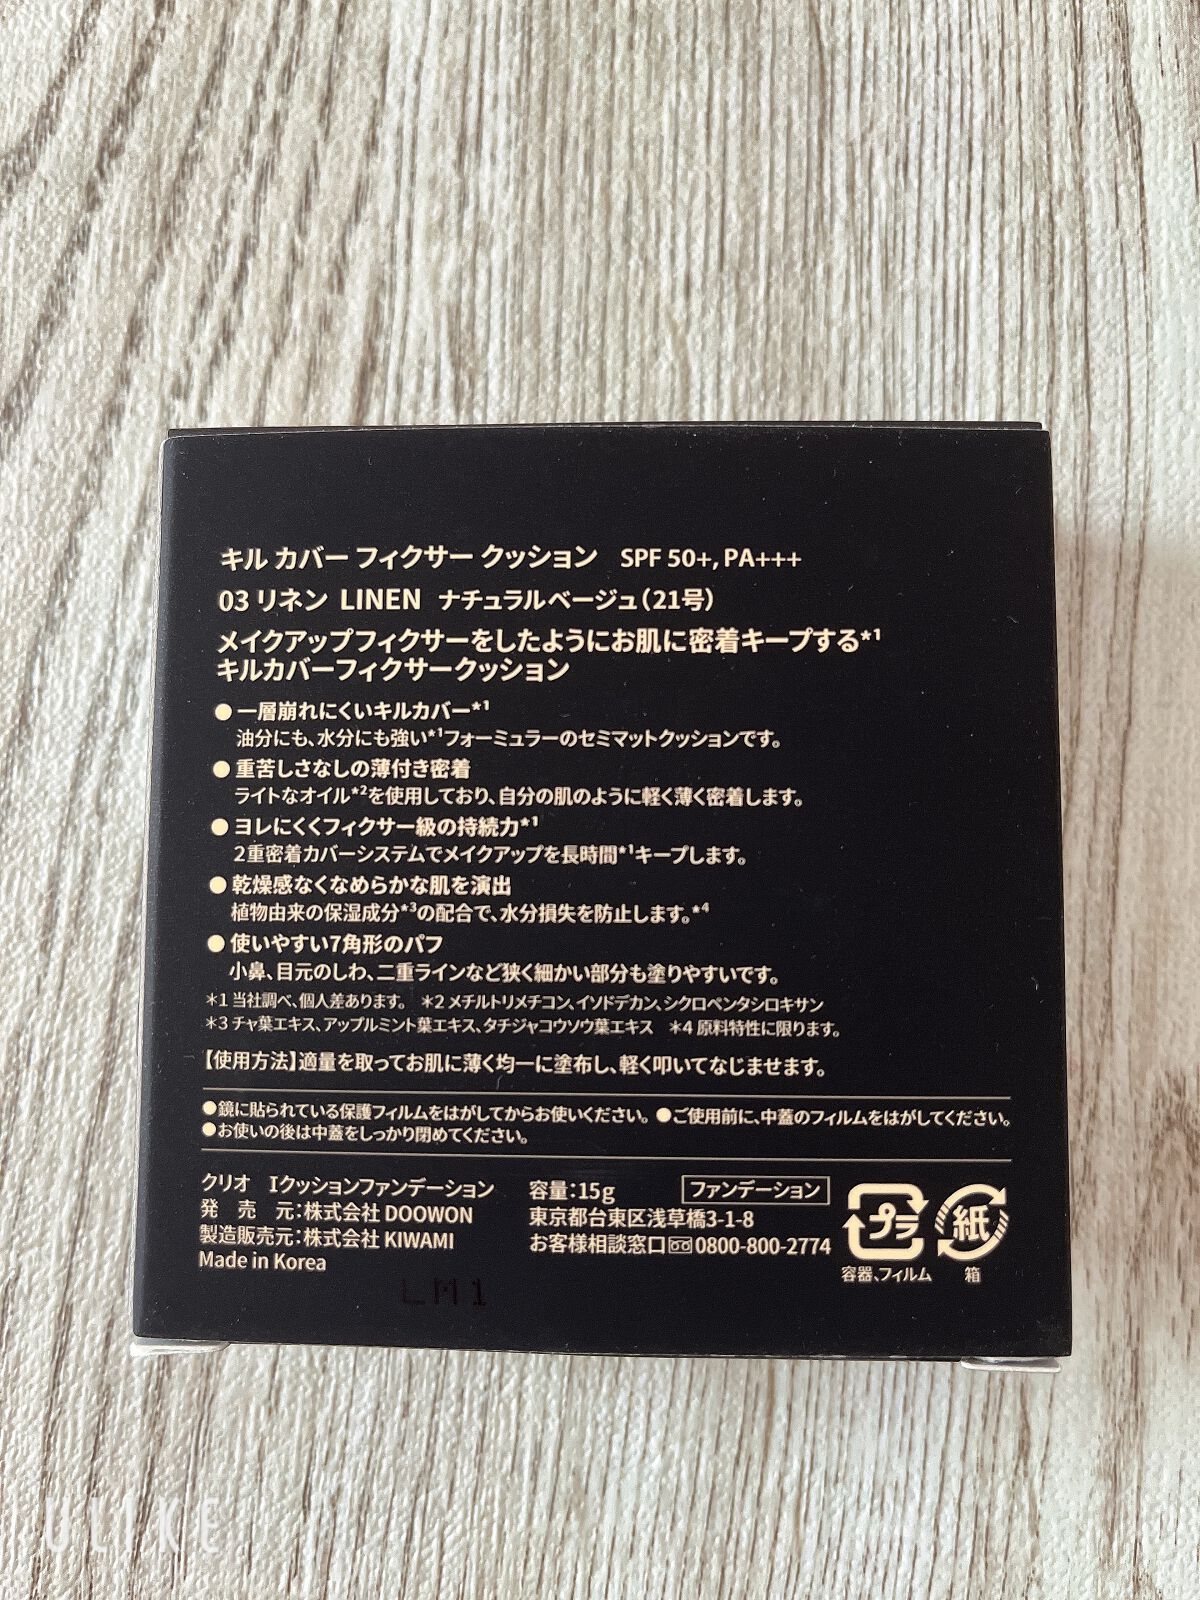 キル カバー フィクサー クッション SPF 50+, PA+++
03 リネン LINEN ナチュラルベージュ(21号)
メイクアップフィクサーをしたようにお肌に密着キープする*1
キルカバーフィクサークッション
● 一層崩れにくいキルカバー*1
油分にも、水分にも強い*1フォーミュラーのセミマットクッションです。
● 重苦しさなしの薄付き密着
ライトなオイル*2を使用しており、自分の肌のように軽く薄く密着します。
● ヨレにくくフィクサー級の持続力*1
2重密着カバーシステムでメイクアップを長時間*1キープします。
● 乾燥感なくなめらかな肌を演出
植物由来の保湿成分*3の配合で、水分損失を防止します。*4
● 使いやすい7角形のパフ
小鼻、目元のしわ、二重ラインなど狭く細かい部分も塗りやすいです。
*1 当社調べ、個人差あります。 *2 メチルトリメチコン、イソドデカン、シクロペンタシロキサン
*3 チャ葉エキス、アップルミント葉エキス、タチジャコウソウ葉エキス *4 原料特性に限ります。
【使用方法】適量を取ってお肌に薄く均一に塗布し、軽く叩いてなじませます。
●鏡に貼られている保護フィルムをはがしてからお使いください。 ●ご使用前に、中蓋のフィルムをはがしてください。
●お使いの後は中蓋をしっかり閉めてください。
クリオ Iクッションファンデーション
発 売 元:株式会社 DOOWON
製造販売元:株式会社 KIWAMI
Made in Korea
容量:15g ファンデーション
東京都台東区浅草橋3-1-8
お客様相談窓口 0800-800-2774
プラ
容器、フィルム
紙
箱
LM1
ULIKE